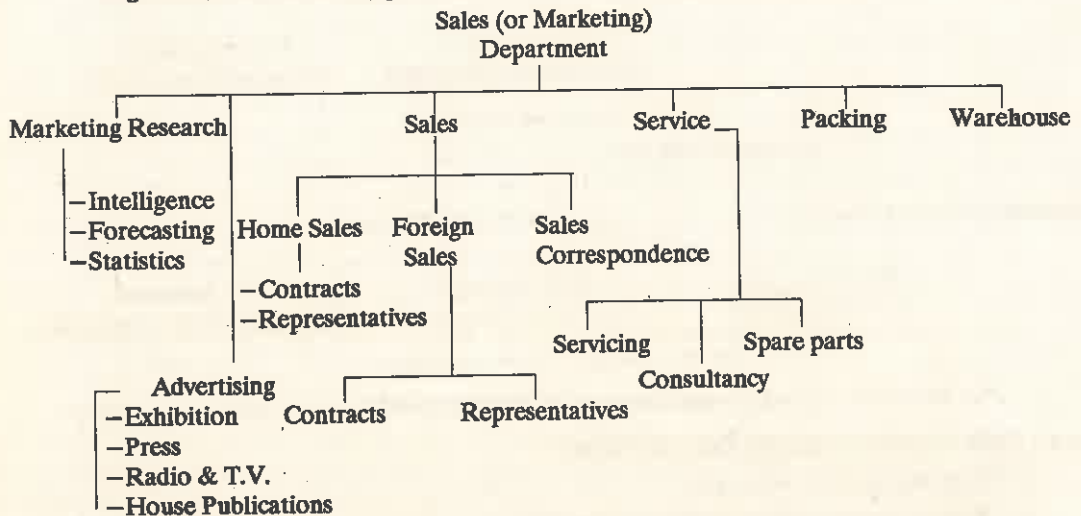 Sales (or Marketing)
Department
Marketing Research
Sales
Service
Packing
Warehouse
–Intelligence
–Forecasting
–Statistics
Home Sales
Foreign
Sales
Sales
Correspondence
–Contracts
–Representatives
Servicing
Consultancy
Spare parts
Advertising
–Exhibition
–Press
–Radio & T.V.
–House Publications
Contracts
Representatives